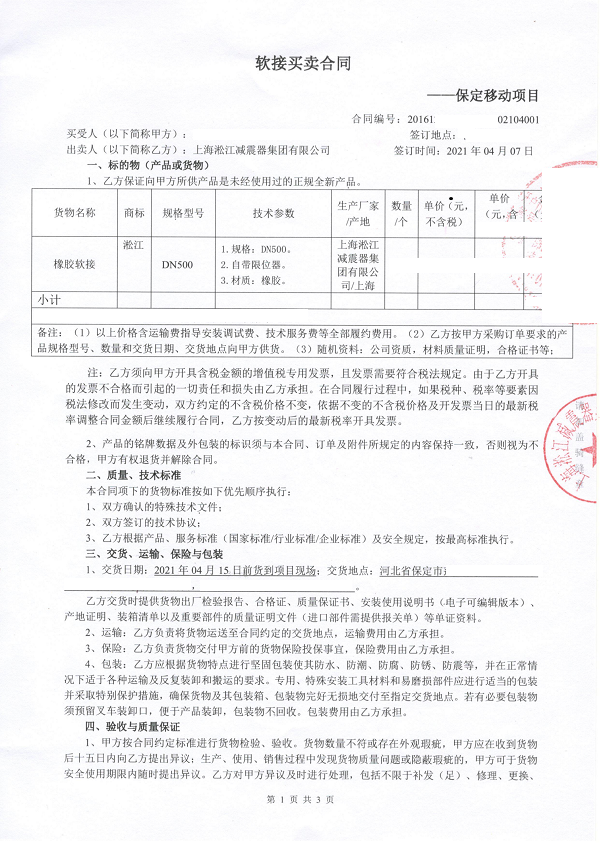 软接买卖合同
——保定移动项目
合同编号：20161 02104001
买受人（以下简称甲方）：
签订地点：
出卖人（以下简称乙方）：上海淞江减震器集团有限公司
签订时间：2021 年 04 月 07 日
一、标的物（产品或货物）
1、乙方保证向甲方所供产品是未经使用过的正规全新产品。
货物名称 商标 规格型号 技术参数 生产厂家/产地 数量/个 单价（元，不含税） 单价（元，含
橡胶软接 淞江 DN500 1.规格：DN500。 2.自带限位器。 3.材质：橡胶。 上海淞江减震器集团有限公司/上海
小计
备注：（1）以上价格含运输费指导安装调试费、技术服务费等全部履约费用。（2）乙方按甲方采购订单要求的产
品规格型号、数量和交货日期、交货地点向甲方供货。（3）随机资料：公司资质，材料质量证明，合格证书等；
注：乙方须向甲方开具含税金额的增值税专用发票，且发票需要符合税法规定。由于乙方开具
的发票不合格而引起的一切责任和损失由乙方承担。在合同履行过程中，如果税种、税率等要素因
税法修改而发生变动，双方约定的不含税价格不变，依据不变的不含税价格及开发票当日的最新税
率调整合同金额后继续履行合同，乙方按变动后的最新税率开具发票。
2、产品的铭牌数据及外包装的标识须与本合同、订单及附件所规定的内容保持一致，否则视为不
合格，甲方有权退货并解除合同。
二、质量、技术标准
本合同项下的货物标准按如下优先顺序执行：
1、双方确认的特殊技术文件；
2、双方签订的技术协议；
3、乙方根据产品、服务标准（国家标准/行业标准/企业标准）及安全规定，按最高标准执行。
三、交货、运输、保险与包装
1、交货日期：2021 年 04 月 15 日前货到项目现场；交货地点：河北省保定市
乙方交货时提供货物出厂检验报告、合格证、质量保证书、安装使用说明书（电子可编辑版本）、
产地证明、装箱清单以及重要部件的质量证明文件（进口部件需提供报关单）等单证资料。
2、运输：乙方负责将货物运送至合同约定的交货地点，运输费用由乙方承担。
3、保险：乙方负责货物交付甲方前的货物保险投保事宜，保险费用由乙方承担。
4、包装：乙方应根据货物特点进行坚固包装使其防水、防潮、防腐、防锈、防震等，并在正常情
况下适于各种运输及反复装卸和搬运的要求。专用、特殊安装工具材料和易磨损部件应进行适当的包装
并采取特别保护措施，确保货物及其包装箱、包装物完好无损地交付至指定交货地点。若有必要包装物
须预留叉车装卸口，便于产品装卸，包装物不回收。包装费用由乙方承担。
四、验收与质量保证
1、甲方按合同约定标准进行货物检验、验收。货物数量不符或存在外观瑕疵，甲方应在收到货物
后十五日内向乙方提出异议；生产、使用、销售过程中发现货物质量问题或隐蔽瑕疵的，甲方可于货物
安全使用期限内随时提出异议。乙方对甲方异议及时进行处理，包括不限于补发（足）、修理、更换、
第 1 页 共 3 页